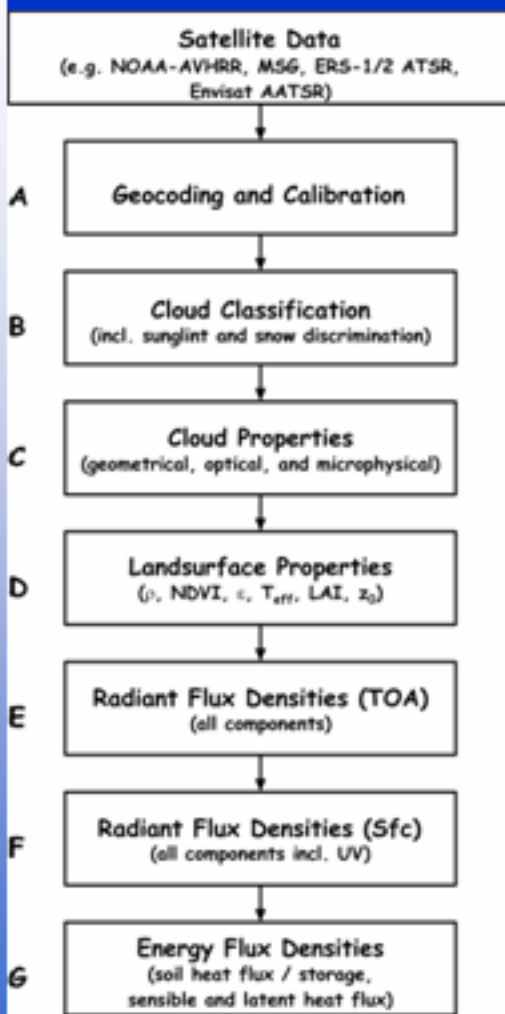 Satellite Data
(e.g. NOAA-AVHRR, MSG, ERS-1/2 ATSR,
Envisat AATSR)
A
Geocoding and Calibration
B
Cloud Classification
(incl. sunglint and snow discrimination)
C
Cloud Properties
(geometrical, optical, and microphysical)
D
Landsurface Properties
(ρ, NDVI, ε, T_eff, LAI, z₀)
E
Radiant Flux Densities (TOA)
(all components)
F
Radiant Flux Densities (Sfc)
(all components incl. UV)
G
Energy Flux Densities
(soil heat flux / storage,
sensible and latent heat flux)